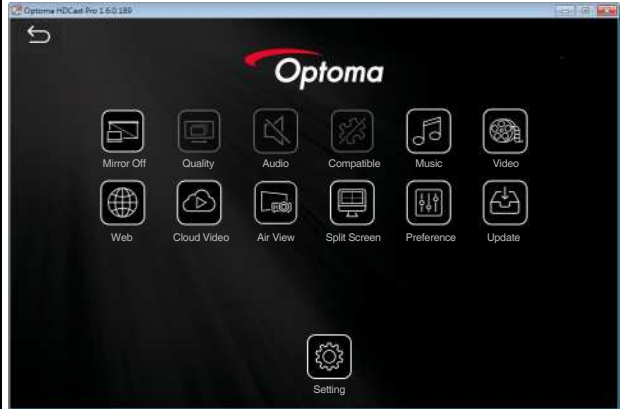 Optoma HDCast Pro 1.6.0.189
Optoma
Mirror Off Quality Audio Compatible Music Video
Web Cloud Video Air View Split Screen Preference Update
Setting